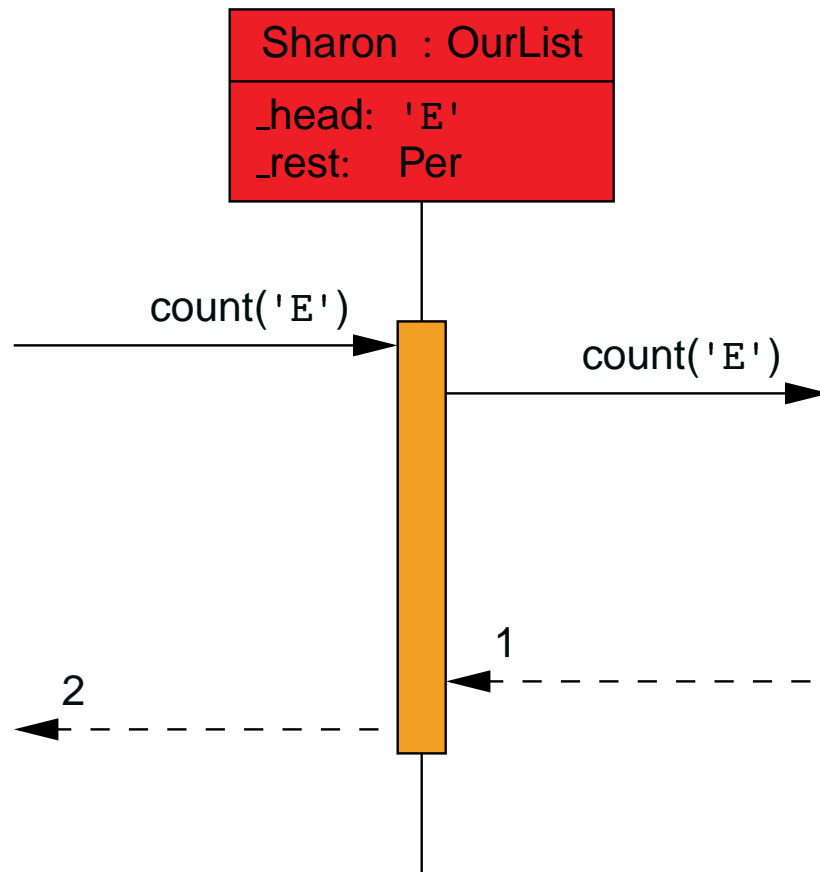 Sharon : OurList
_head: 'E'
_rest: Per
count('E')
count('E')
1
2